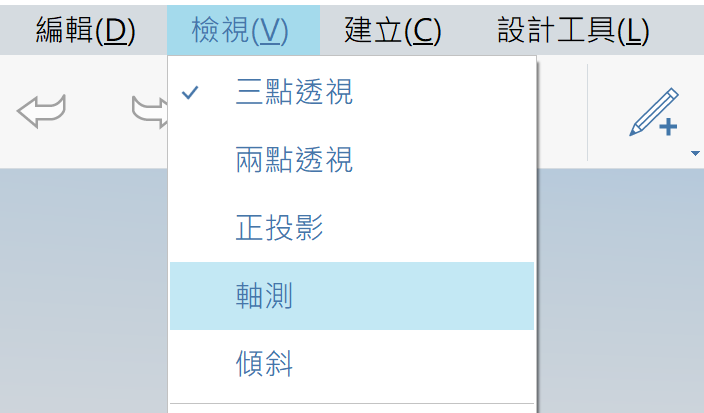 編輯(D) 檢視(V) 建立(C) 設計工具(L)
三點透視
兩點透視
正投影
軸測
傾斜